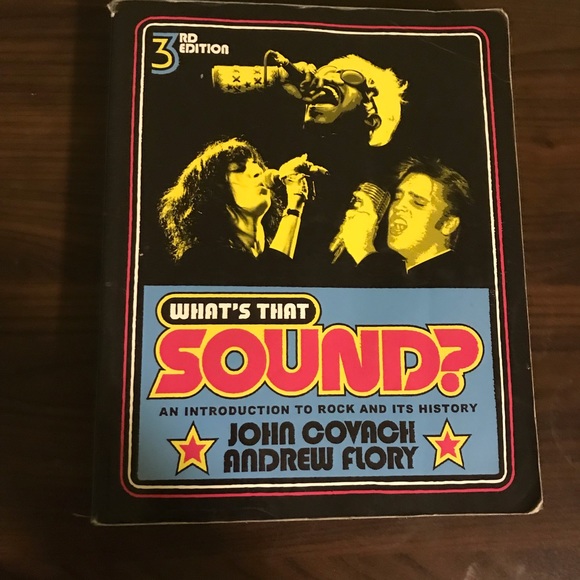 3RD
EDITION
WHAT'S THAT
SOUND?
AN INTRODUCTION TO ROCK AND ITS HISTORY
JOHN COVACH
ANDREW FLORY